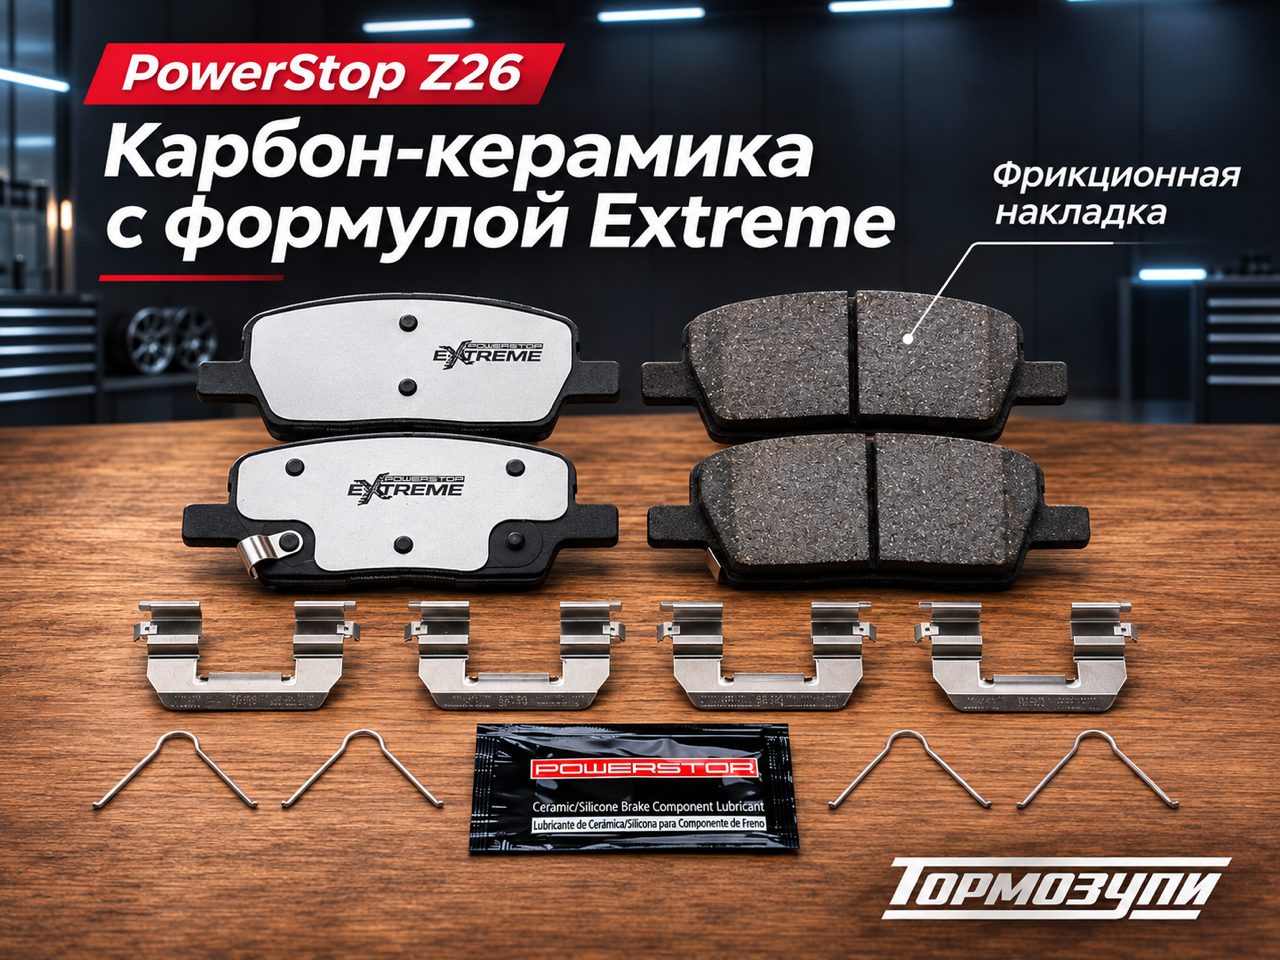 PowerStop Z26
Карбон-керамика
с формулой Extreme
Фрикционная
накладка
POWERSTOP
EXTREME
POWERSTOP
EXTREME
POWERSTOR
Ceramic/Silicone Brake Component Lubricant
Lubricante de Cerámica/Silicona para Componente de Freno
ТОРМОЗУПИ